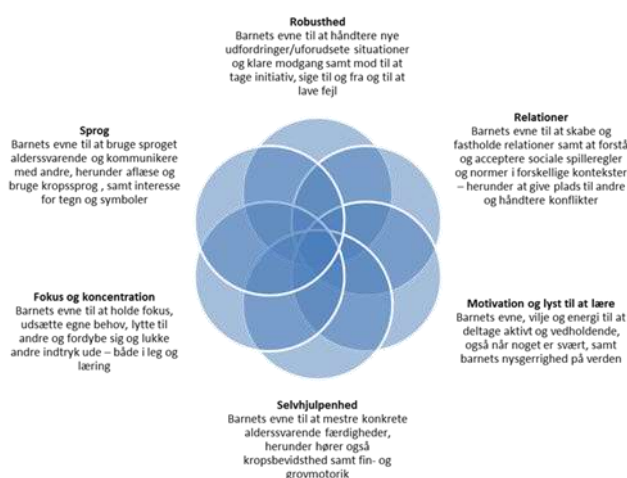 Robusthed
Barnets evne til at håndtere nye
udfordringer/uforudsete situationer
og klare modgang samt mod til at
tage initiativ, sige til og fra og til at
lave fejl
Relationer
Barnets evne til at skabe og
fastholde relationer samt at forstå
og acceptere sociale spilleregler
og normer i forskellige kontekster
– herunder at give plads til andre
og håndtere konflikter
Motivation og lyst til at lære
Barnets evne, vilje og energi til at
deltage aktivt og vedholdende,
også når noget er svært, samt
barnets nysgerrighed på verden
Selvhjulpenhed
Barnets evne til at mestre konkrete
alderssvarende færdigheder,
herunder hører også
kropsbevidsthed samt fin- og
grovmotorik
Fokus og koncentration
Barnets evne til at holde fokus,
udsætte egne behov, lytte til
andre og fordybe sig og lukke
andre indtryk ude – både i leg og
læring
Sprog
Barnets evne til at bruge sproget
alderssvarende og kommunikere
med andre, herunder aflæse og
bruge kropssprog , samt interesse
for tegn og symboler